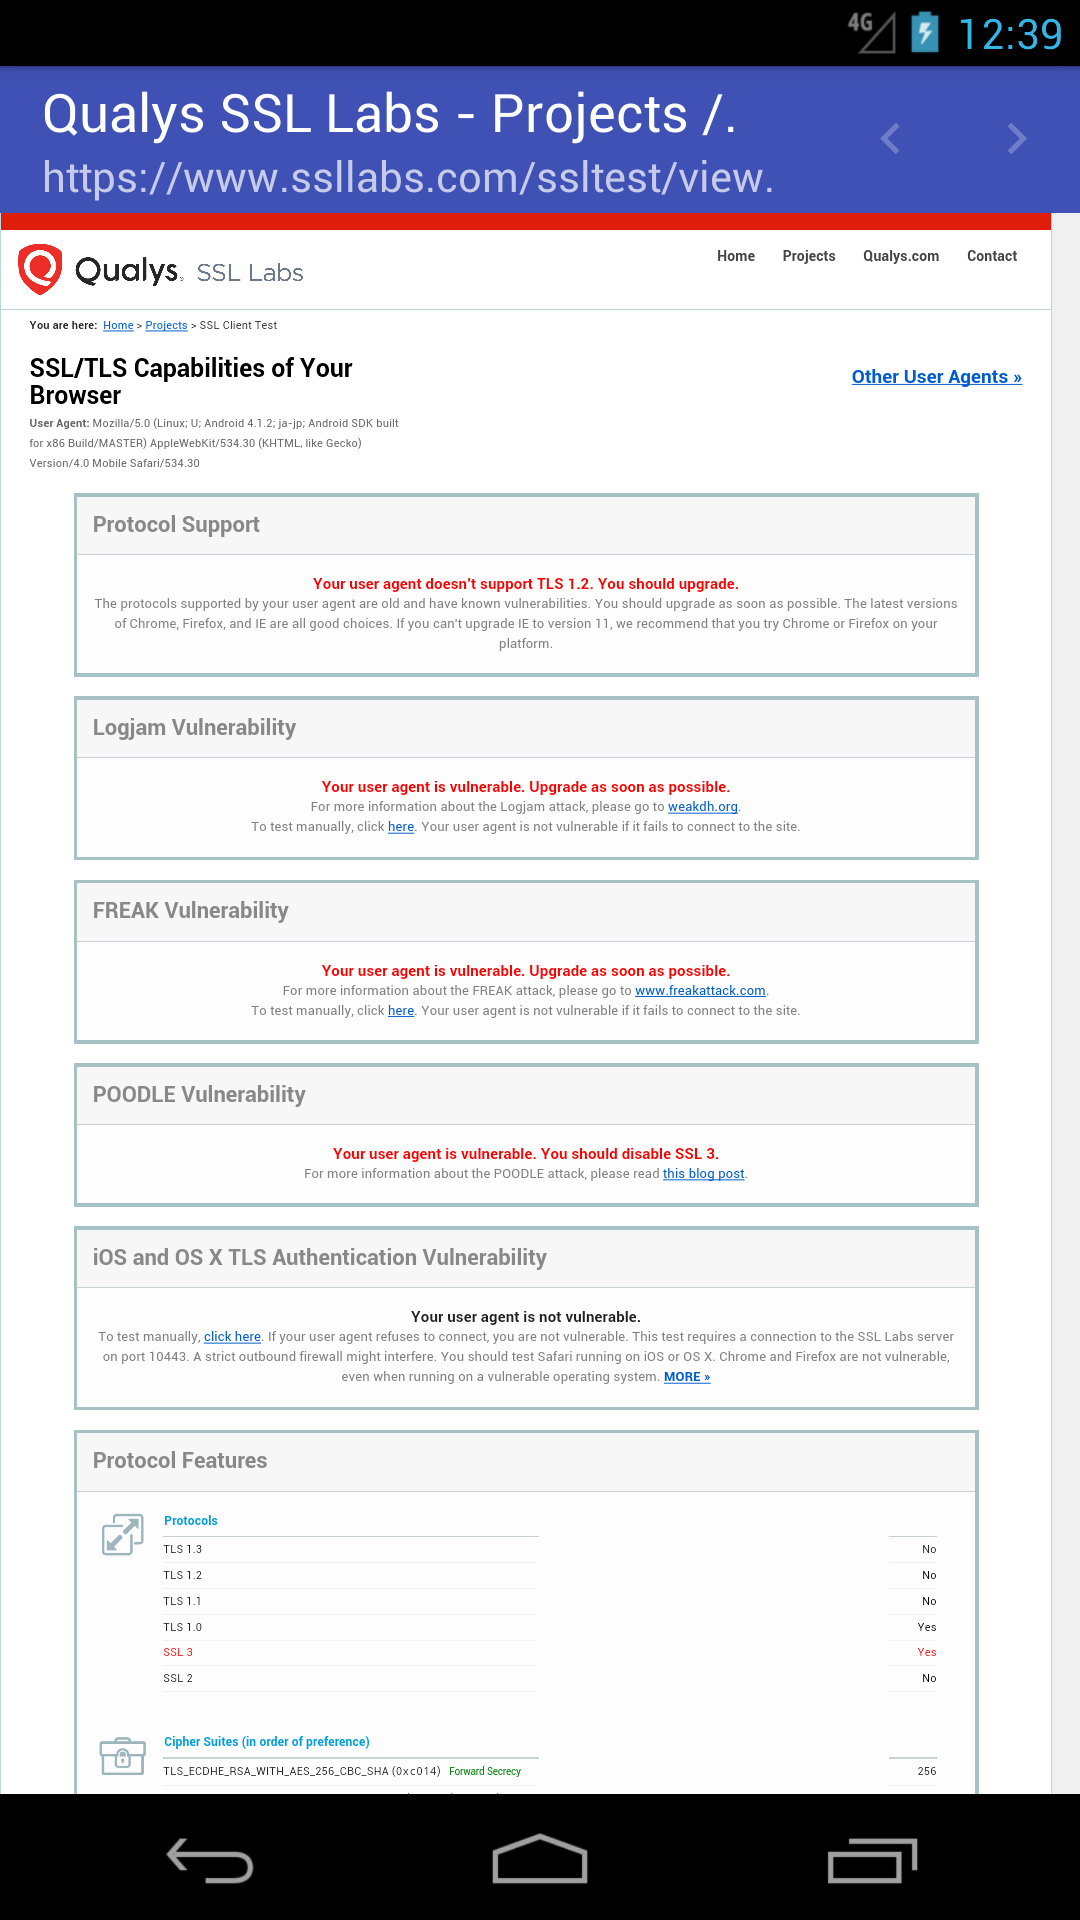 4G 12:39
Qualys SSL Labs - Projects /.
https://www.ssllabs.com/ssltest/view.
Qualys. SSL Labs
Home Projects Qualys.com Contact
You are here: Home > Projects > SSL Client Test
SSL/TLS Capabilities of Your
Browser
Other User Agents »
User Agent: Mozilla/5.0 (Linux; U; Android 4.1.2; ja-jp; Android SDK built
for x86 Build/MASTER) AppleWebKit/534.30 (KHTML, like Gecko)
Version/4.0 Mobile Safari/534.30
Protocol Support
Your user agent doesn't support TLS 1.2. You should upgrade.
The protocols supported by your user agent are old and have known vulnerabilities. You should upgrade as soon as possible. The latest versions
of Chrome, Firefox, and IE are all good choices. If you can't upgrade IE to version 11, we recommend that you try Chrome or Firefox on your
platform.
Logjam Vulnerability
Your user agent is vulnerable. Upgrade as soon as possible.
For more information about the Logjam attack, please go to weakdh.org.
To test manually, click here. Your user agent is not vulnerable if it fails to connect to the site.
FREAK Vulnerability
Your user agent is vulnerable. Upgrade as soon as possible.
For more information about the FREAK attack, please go to www.freakattack.com.
To test manually, click here. Your user agent is not vulnerable if it fails to connect to the site.
POODLE Vulnerability
Your user agent is vulnerable. You should disable SSL 3.
For more information about the POODLE attack, please read this blog post.
iOS and OS X TLS Authentication Vulnerability
Your user agent is not vulnerable.
To test manually, click here. If your user agent refuses to connect, you are not vulnerable. This test requires a connection to the SSL Labs server
on port 10443. A strict outbound firewall might interfere. You should test Safari running on iOS or OS X. Chrome and Firefox are not vulnerable,
even when running on a vulnerable operating system. MORE »
Protocol Features
Protocols
TLS 1.3 No
TLS 1.2 No
TLS 1.1 No
TLS 1.0 Yes
SSL 3 Yes
SSL 2 No
Cipher Suites (in order of preference)
TLS_ECDHE_RSA_WITH_AES_256_CBC_SHA (0xc014) Forward Secrecy 256